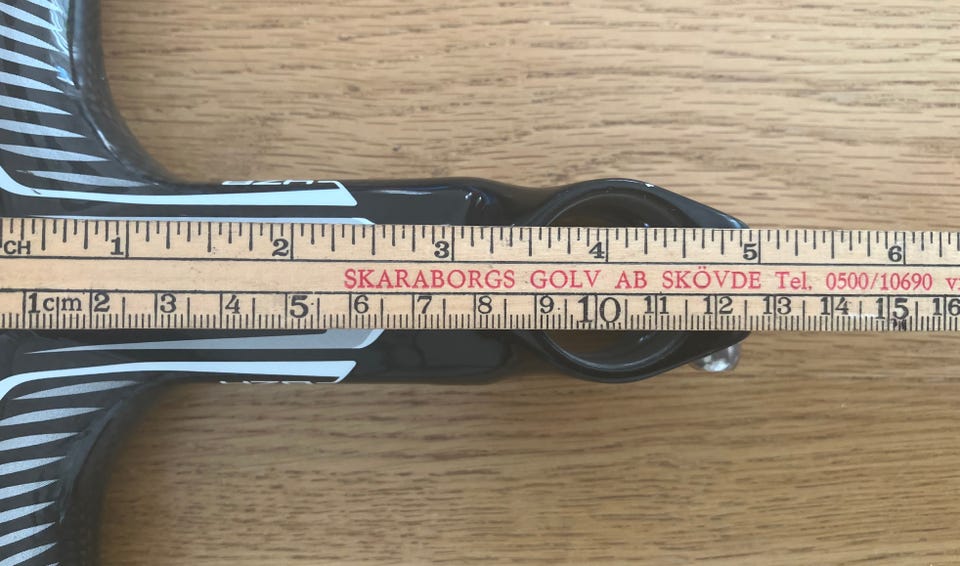 CH 1 2 3 4 5 6
SKARABORGS GOLV AB SKÖVDE Tel. 0500/10690
1cm 2 3 4 5 6 7 8 9 10 11 12 13 14 15 16